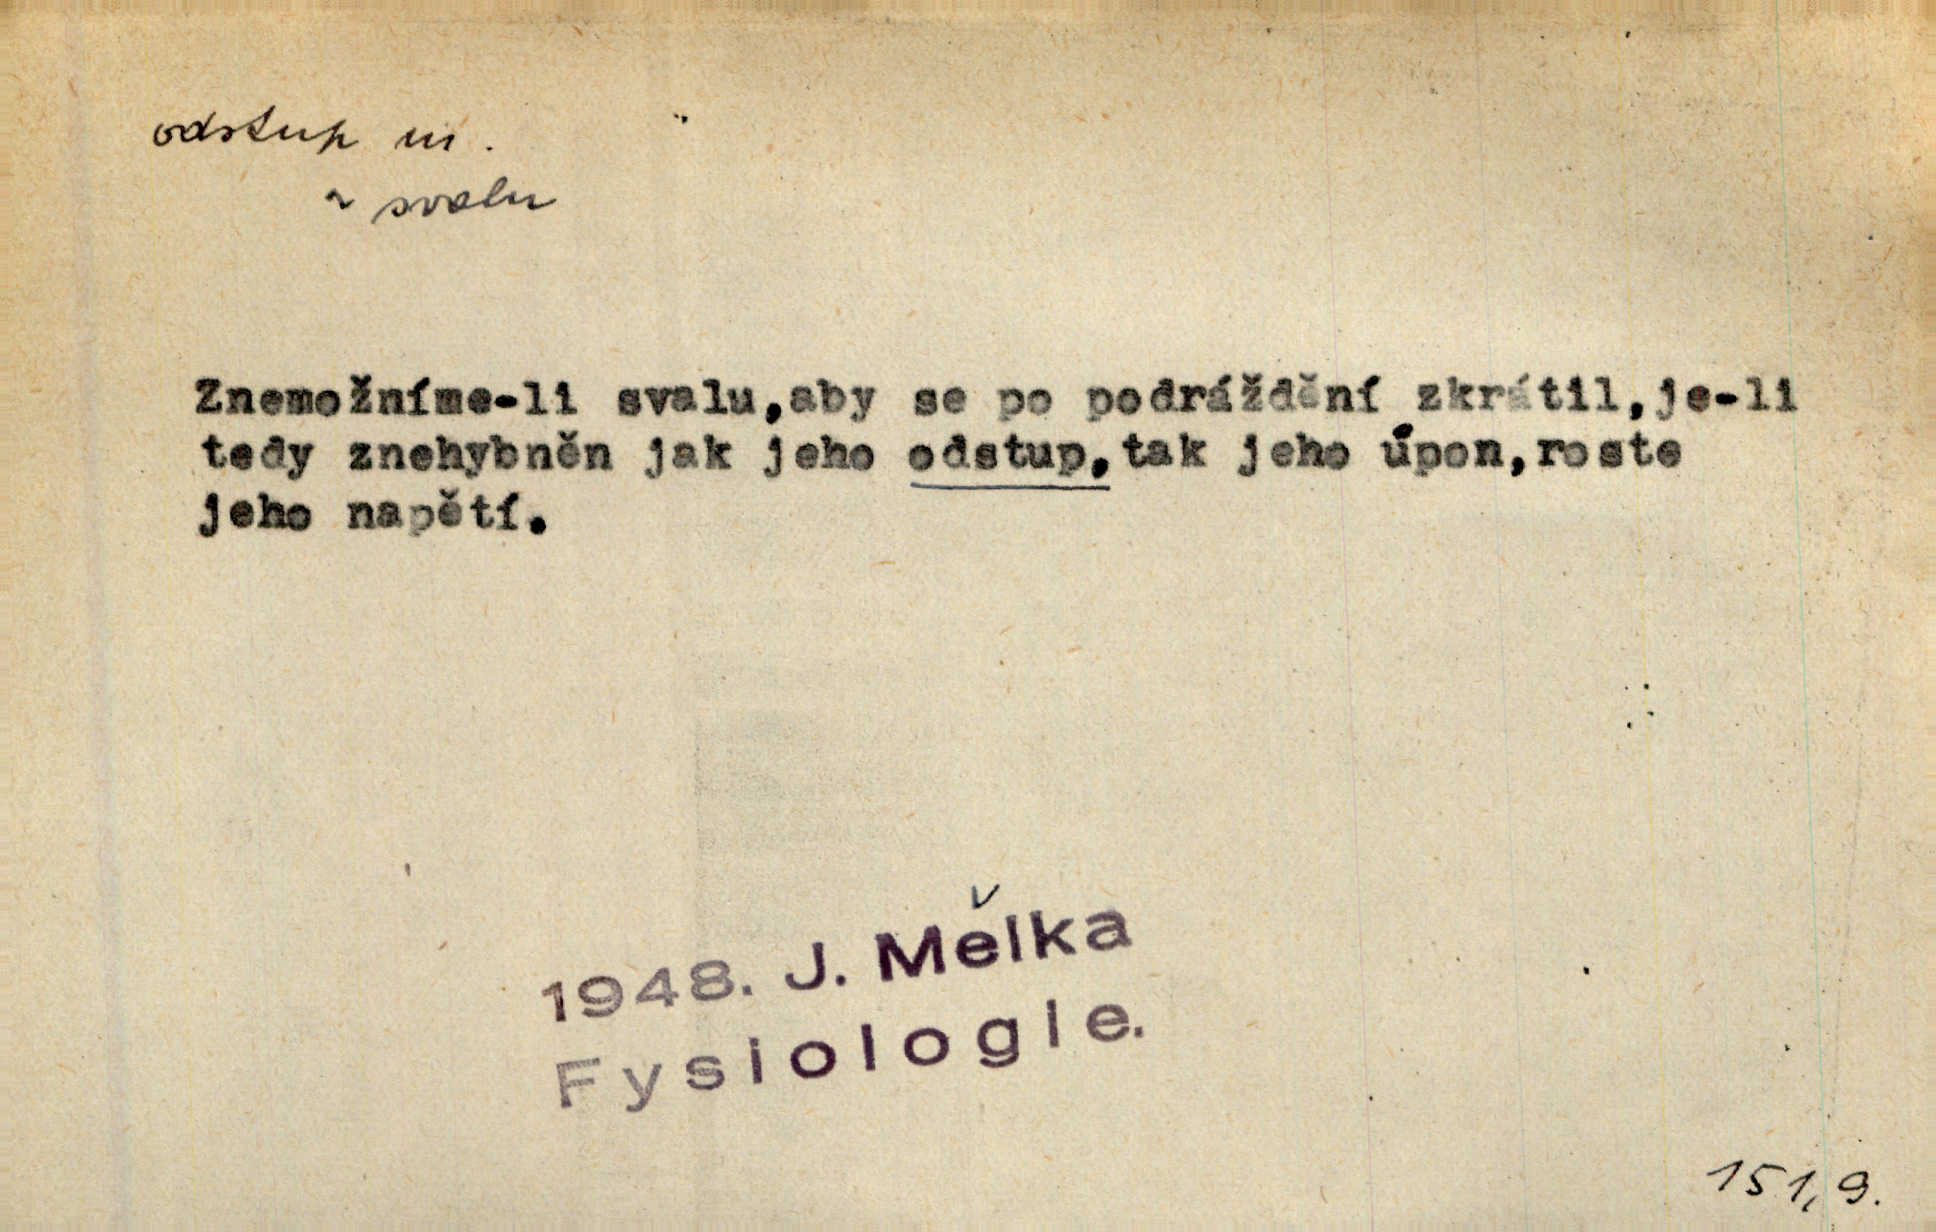 odstup m.
~ svalu
Znemožníme-li svalu,aby se po podráždění zkrátil,je-li
tedy znehybněn jak jeho odstup,tak jeho úpon,roste
jeho napětí.
1948. J. Mělka
Fysiologie.
151,9.